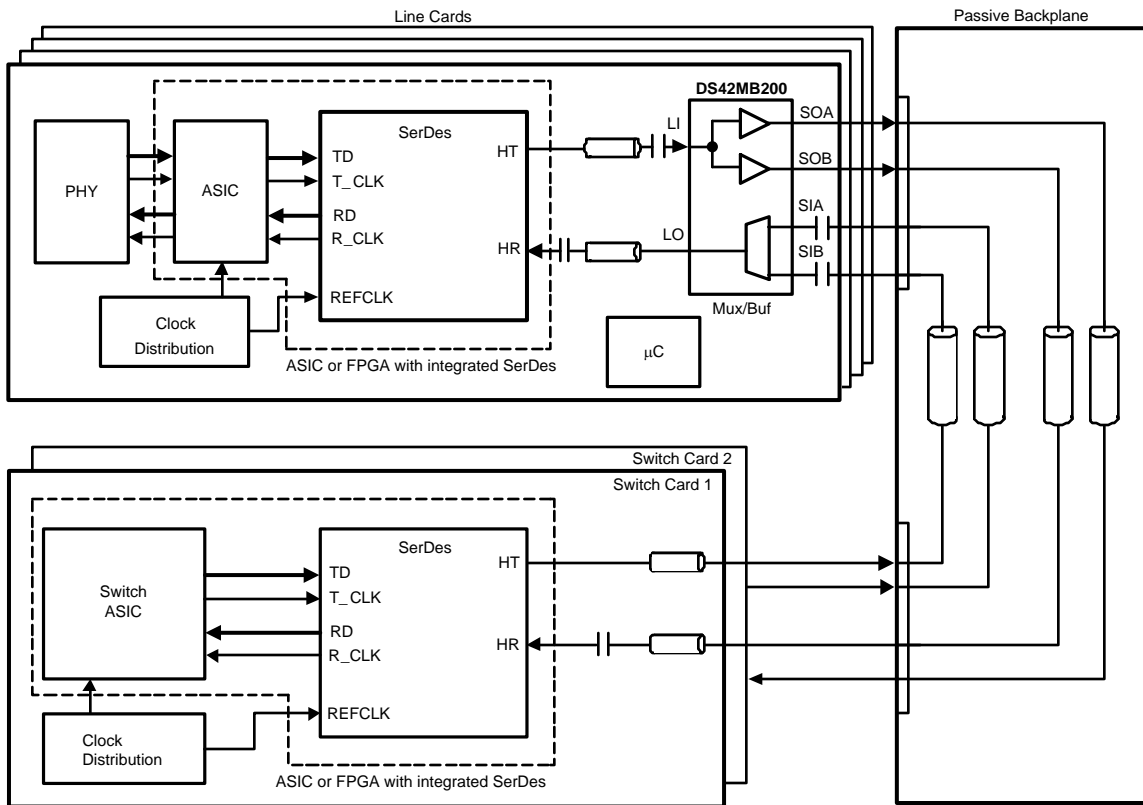 Line Cards
Passive Backplane
DS42MB200
SerDes
LI
SOA
HT
TD
PHY
ASIC
T_CLK
SOB
RD
SIA
R_CLK
LO
HR
SIB
REFCLK
Mux/Buf
Clock
Distribution
µC
ASIC or FPGA with integrated SerDes
Switch Card 2
Switch Card 1
SerDes
HT
TD
Switch
ASIC
T_CLK
RD
HR
R_CLK
REFCLK
Clock
Distribution
ASIC or FPGA with integrated SerDes